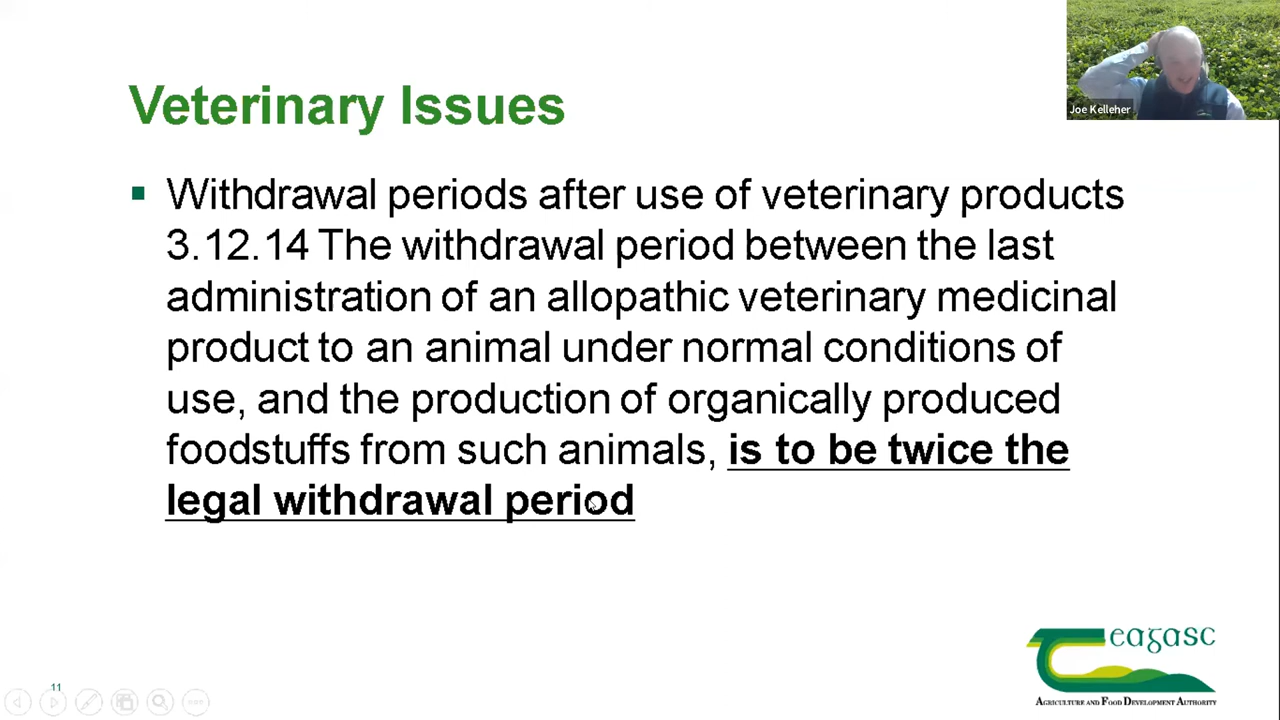 Joe Kelleher
Veterinary Issues
Withdrawal periods after use of veterinary products
3.12.14 The withdrawal period between the last
administration of an allopathic veterinary medicinal
product to an animal under normal conditions of
use, and the production of organically produced
foodstuffs from such animals, is to be twice the
legal withdrawal period
eagasc
AGRICULTURE AND FOOD DEVELOPMENT AUTHORITY
11